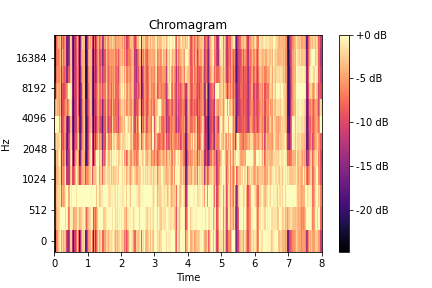 Chromagram
Hz
16384
8192
4096
2048
1024
512
0
0 1 2 3 4 5 6 7 8
Time
+0 dB
-5 dB
-10 dB
-15 dB
-20 dB